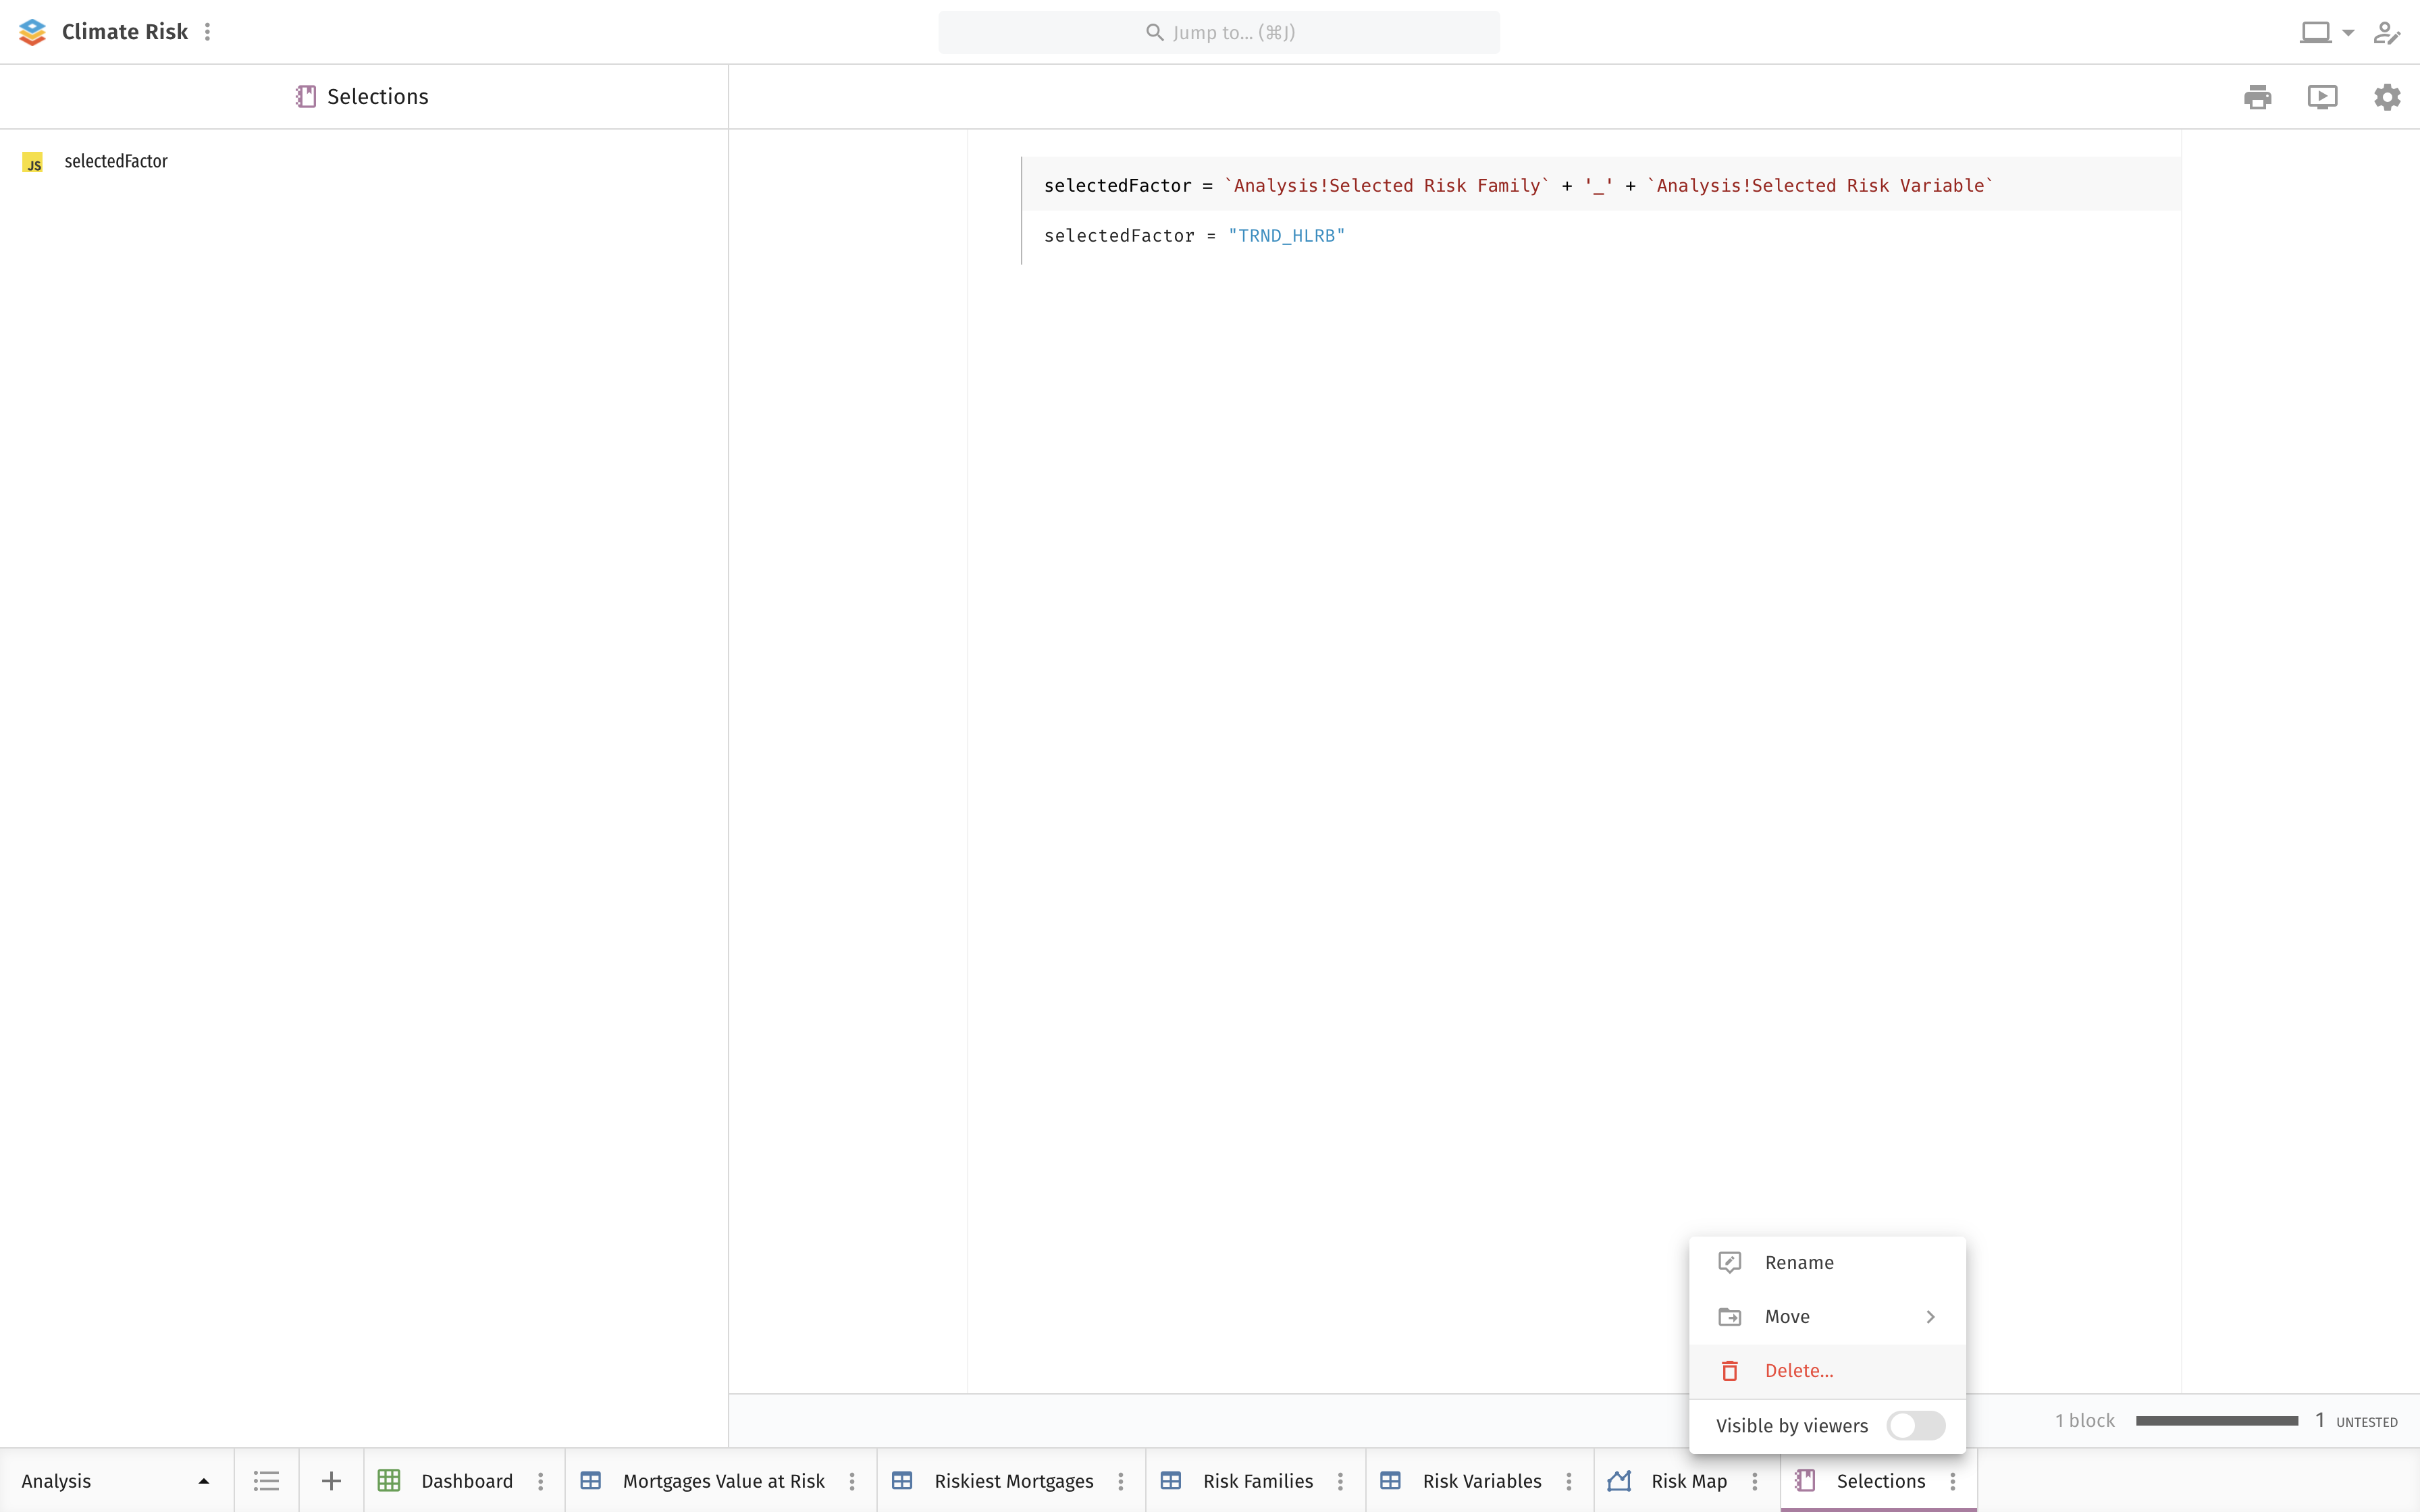 Climate Risk
Jump to... (⌘J)
Selections
JS selectedFactor
selectedFactor = `Analysis!Selected Risk Family` + '_' + `Analysis!Selected Risk Variable`
selectedFactor = "TRND_HLRB"
Rename
Move
Delete...
Visible by viewers
1 block 1 UNTESTED
Analysis Dashboard Mortgages Value at Risk Riskiest Mortgages Risk Families Risk Variables Risk Map Selections